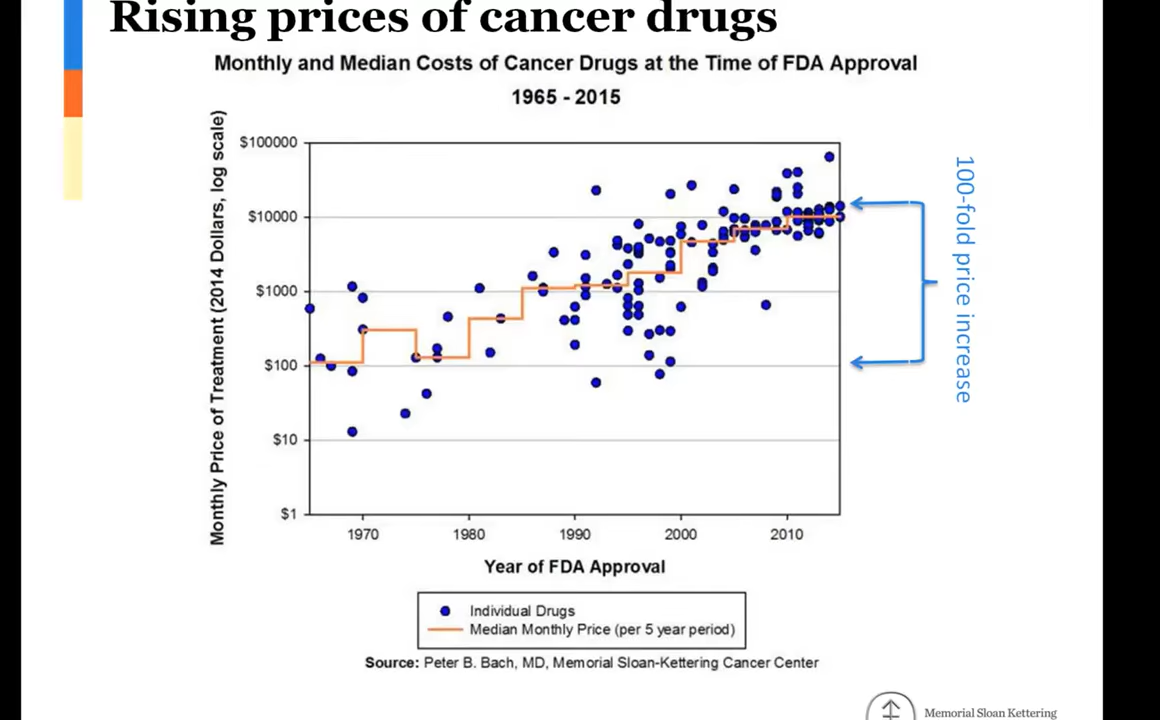 Rising prices of cancer drugs
Monthly and Median Costs of Cancer Drugs at the Time of FDA Approval
1965 - 2015
Monthly Price of Treatment (2014 Dollars, log scale)
$100000
$10000
$1000
$100
$10
$1
100-fold price increase
1970 1980 1990 2000 2010
Year of FDA Approval
Individual Drugs
Median Monthly Price (per 5 year period)
Source: Peter B. Bach, MD, Memorial Sloan-Kettering Cancer Center
Memorial Sloan Kettering